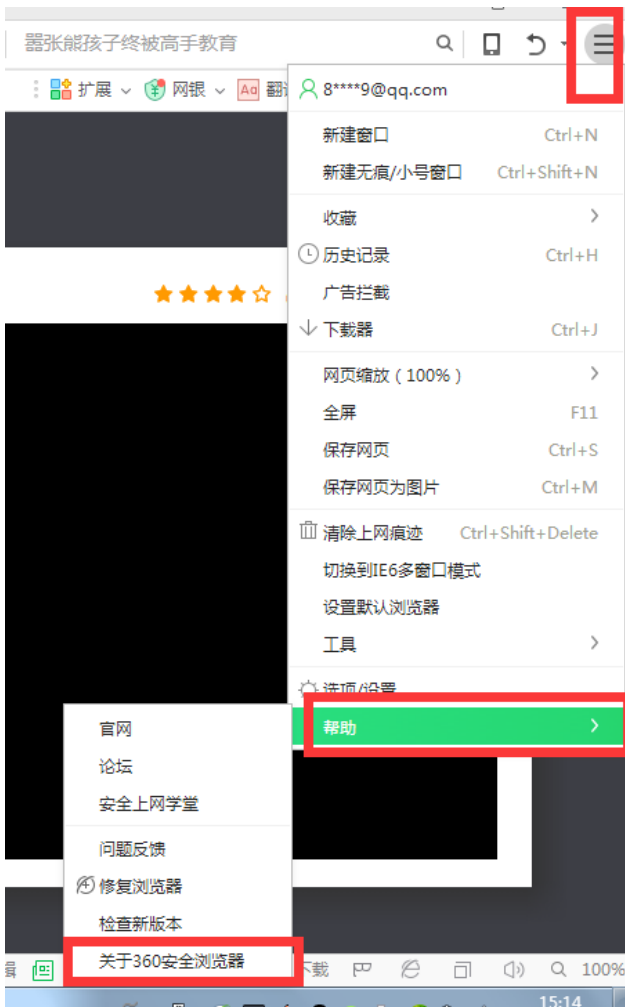 嚣张熊孩子终被高手教育
扩展 网银 Aa
8****9@qq.com
新建窗口 Ctrl+N
新建无痕/小号窗口 Ctrl+Shift+N
收藏
历史记录 Ctrl+H
广告拦截
下载器 Ctrl+J
网页缩放（100%）
全屏 F11
保存网页 Ctrl+S
保存网页为图片 Ctrl+M
清除上网痕迹 Ctrl+Shift+Delete
切换到IE6多窗口模式
设置默认浏览器
工具
选项/设置
帮助
官网
论坛
安全上网学堂
问题反馈
修复浏览器
检查新版本
关于360安全浏览器
下载 100%
15:14